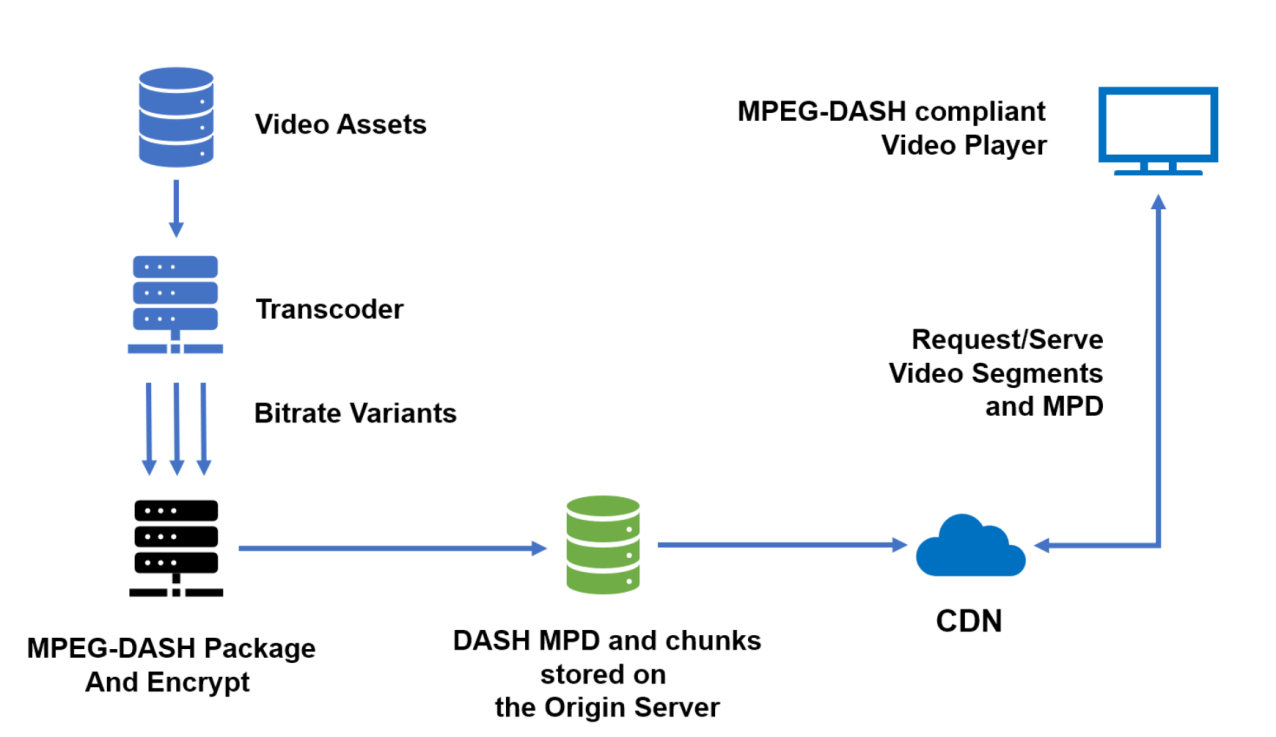 Video Assets
MPEG-DASH compliant
Video Player
Transcoder
Request/Serve
Video Segments
and MPD
Bitrate Variants
MPEG-DASH Package
And Encrypt
DASH MPD and chunks
stored on
the Origin Server
CDN